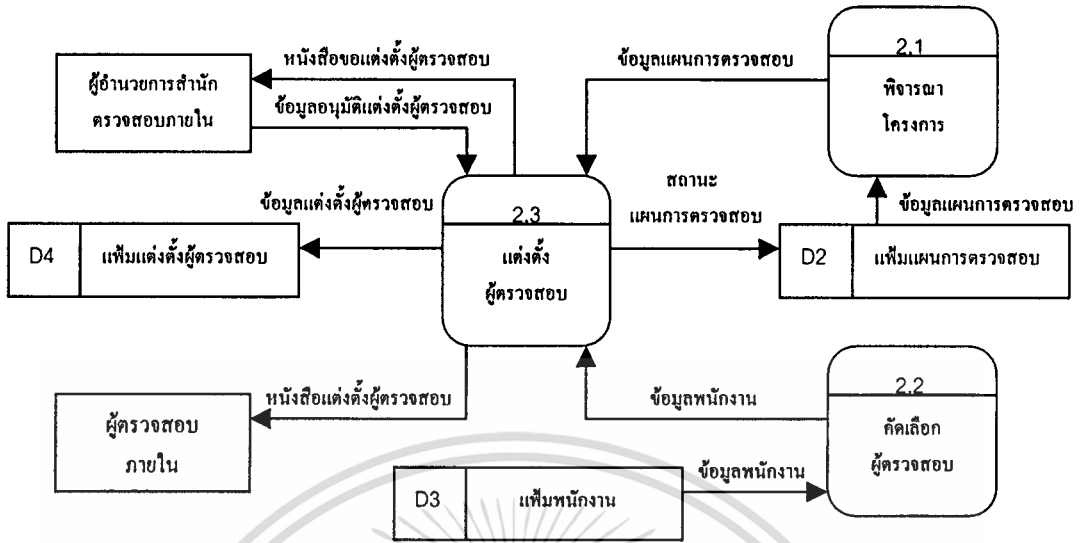 หนังสือขอแต่งตั้งผู้ตรวจสอบ
ผู้อำนวยการสำนัก
ตรวจสอบภายใน
ข้อมูลอนุมัติแต่งตั้งผู้ตรวจสอบ
ข้อมูลแผนการตรวจสอบ
2.1
พิจารณา
โครงการ
ข้อมูลแต่งตั้งผู้ตรวจสอบ
D4
แฟ้มแต่งตั้งผู้ตรวจสอบ
2.3
แต่งตั้ง
ผู้ตรวจสอบ
สถานะ
แผนการตรวจสอบ
ข้อมูลแผนการตรวจสอบ
D2
แฟ้มแผนการตรวจสอบ
หนังสือแต่งตั้งผู้ตรวจสอบ
ผู้ตรวจสอบ
ภายใน
ข้อมูลพนักงาน
2.2
คัดเลือก
ผู้ตรวจสอบ
D3
แฟ้มพนักงาน
ข้อมูลพนักงาน